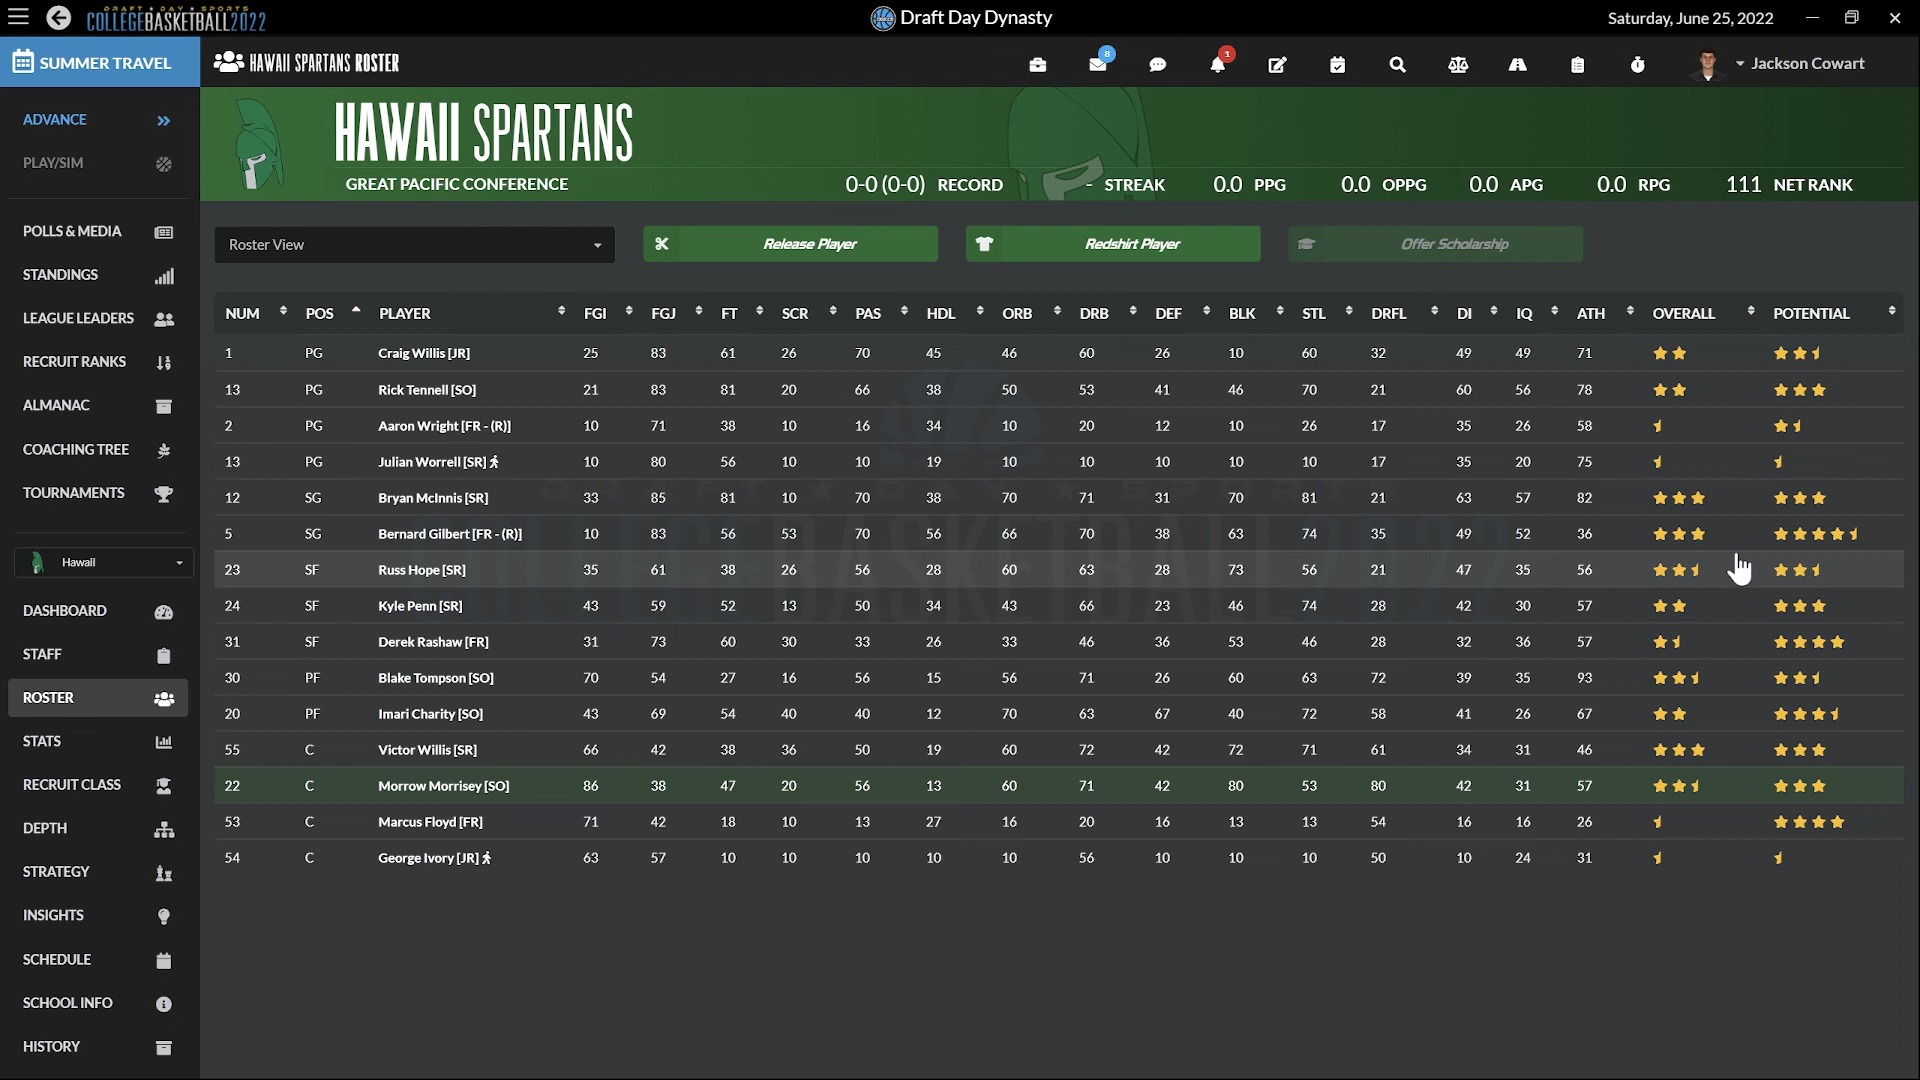 DRAFT DAY SPORTS
COLLEGE BASKETBALL 2022
Draft Day Dynasty
Saturday, June 25, 2022
SUMMER TRAVEL
HAWAII SPARTANS ROSTER
8
1
Jackson Cowart
ADVANCE
PLAY/SIM
POLLS & MEDIA
STANDINGS
LEAGUE LEADERS
RECRUIT RANKS
ALMANAC
COACHING TREE
TOURNAMENTS
Hawaii
DASHBOARD
STAFF
ROSTER
STATS
RECRUIT CLASS
DEPTH
STRATEGY
INSIGHTS
SCHEDULE
SCHOOL INFO
HISTORY
HAWAII SPARTANS
GREAT PACIFIC CONFERENCE
0-0 (0-0) RECORD - STREAK 0.0 PPG 0.0 OPPG 0.0 APG 0.0 RPG 111 NET RANK
Roster View Release Player Redshirt Player Offer Scholarship
NUM POS PLAYER FGI FGJ FT SCR PAS HDL ORB DRB DEF BLK STL DRFL DI IQ ATH OVERALL POTENTIAL
1 PG Craig Willis [JR] 25 83 61 26 70 45 46 60 26 10 60 32 49 49 71
13 PG Rick Tennell [SO] 21 83 81 20 66 38 50 53 41 46 70 21 60 56 78
2 PG Aaron Wright [FR - (R)] 10 71 38 10 16 34 10 20 12 10 26 17 35 26 58
13 PG Julian Worrell [SR] 10 80 56 10 10 19 10 10 10 10 10 17 35 20 75
12 SG Bryan McInnis [SR] 33 85 81 10 70 38 70 71 31 70 81 21 63 57 82
5 SG Bernard Gilbert [FR - (R)] 10 83 56 53 70 56 66 70 38 63 74 35 49 52 36
23 SF Russ Hope [SR] 35 61 38 26 56 28 60 63 28 73 56 21 47 35 56
24 SF Kyle Penn [SR] 43 59 52 13 50 34 43 66 23 46 74 28 42 30 57
31 SF Derek Rashaw [FR] 31 73 60 30 33 26 33 46 36 53 46 28 32 36 57
30 PF Blake Tompson [SO] 70 54 27 16 56 15 56 71 26 60 63 72 39 35 93
20 PF Imari Charity [SO] 43 69 54 40 40 12 70 63 67 40 72 58 41 26 67
55 C Victor Willis [SR] 66 42 38 36 50 19 60 72 42 72 71 61 34 31 46
22 C Morrow Morrisey [SO] 86 38 47 20 56 13 60 71 42 80 53 80 42 31 57
53 C Marcus Floyd [FR] 71 42 18 10 13 27 16 20 16 13 13 54 16 16 26
54 C George Ivory [JR] 63 57 10 10 10 10 10 56 10 10 10 50 10 24 31
DRAFT ★ DAY ★ SPORTS
COLLEGE BASKETBALL 2022